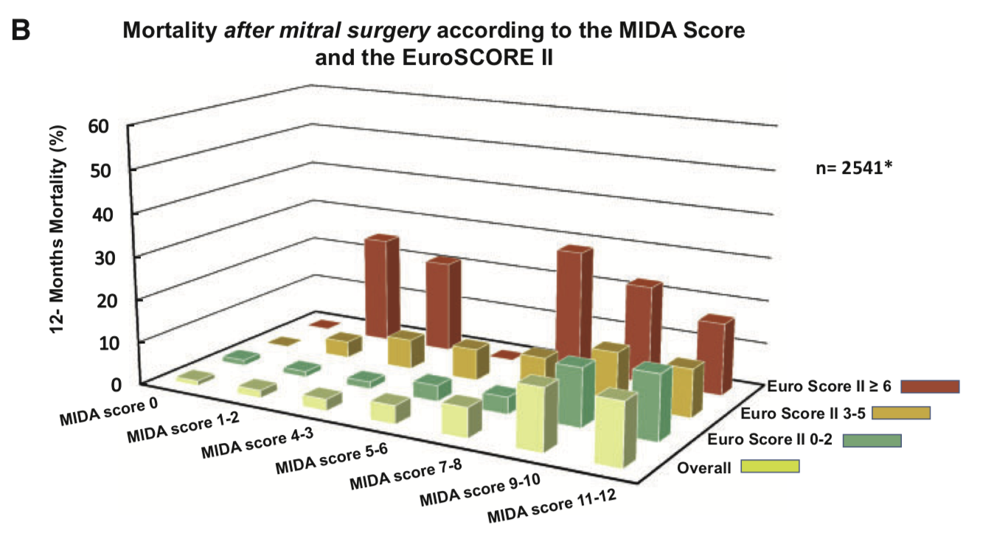 B
Mortality after mitral surgery according to the MIDA Score
and the EuroSCORE II
12- Months Mortality (%)
60
50
40
30
20
10
0
n= 2541*
MIDA score 0
MIDA score 1-2
MIDA score 4-3
MIDA score 5-6
MIDA score 7-8
MIDA score 9-10
MIDA score 11-12
Euro Score II ≥ 6
Euro Score II 3-5
Euro Score II 0-2
Overall